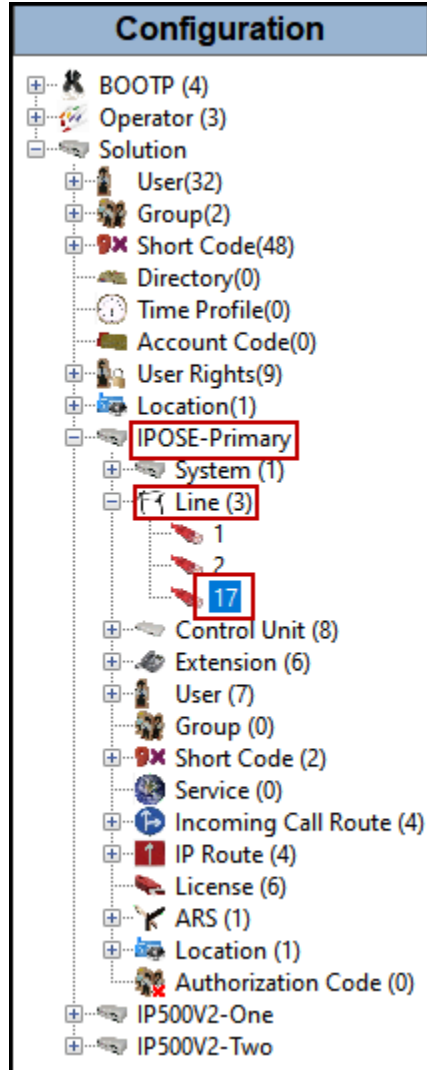 Configuration
BOOTP (4)
Operator (3)
Solution
User(32)
Group(2)
Short Code(48)
Directory(0)
Time Profile(0)
Account Code(0)
User Rights(9)
Location(1)
IPOSE-Primary
System (1)
Line (3)
1
2
17
Control Unit (8)
Extension (6)
User (7)
Group (0)
Short Code (2)
Service (0)
Incoming Call Route (4)
IP Route (4)
License (6)
ARS (1)
Location (1)
Authorization Code (0)
IP500V2-One
IP500V2-Two